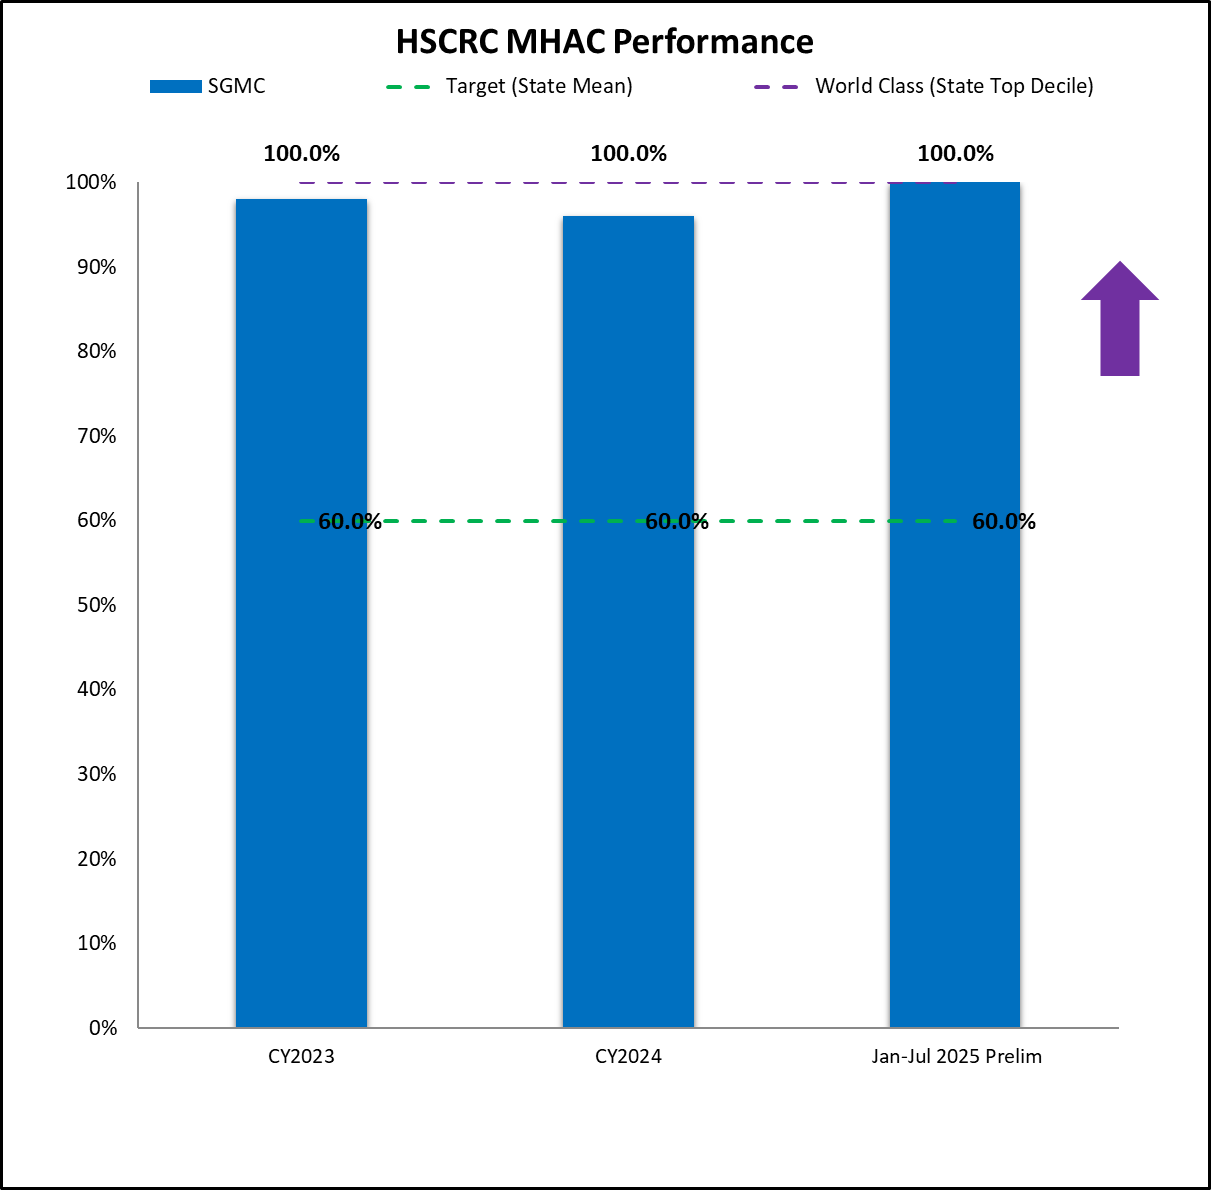 HSCRC MHAC Performance
SGMC
Target (State Mean)
World Class (State Top Decile)
100.0% 100.0% 100.0%
100%
90%
80%
70%
60%
60.0% 60.0% 60.0%
50%
40%
30%
20%
10%
0%
CY2023 CY2024 Jan-Jul 2025 Prelim